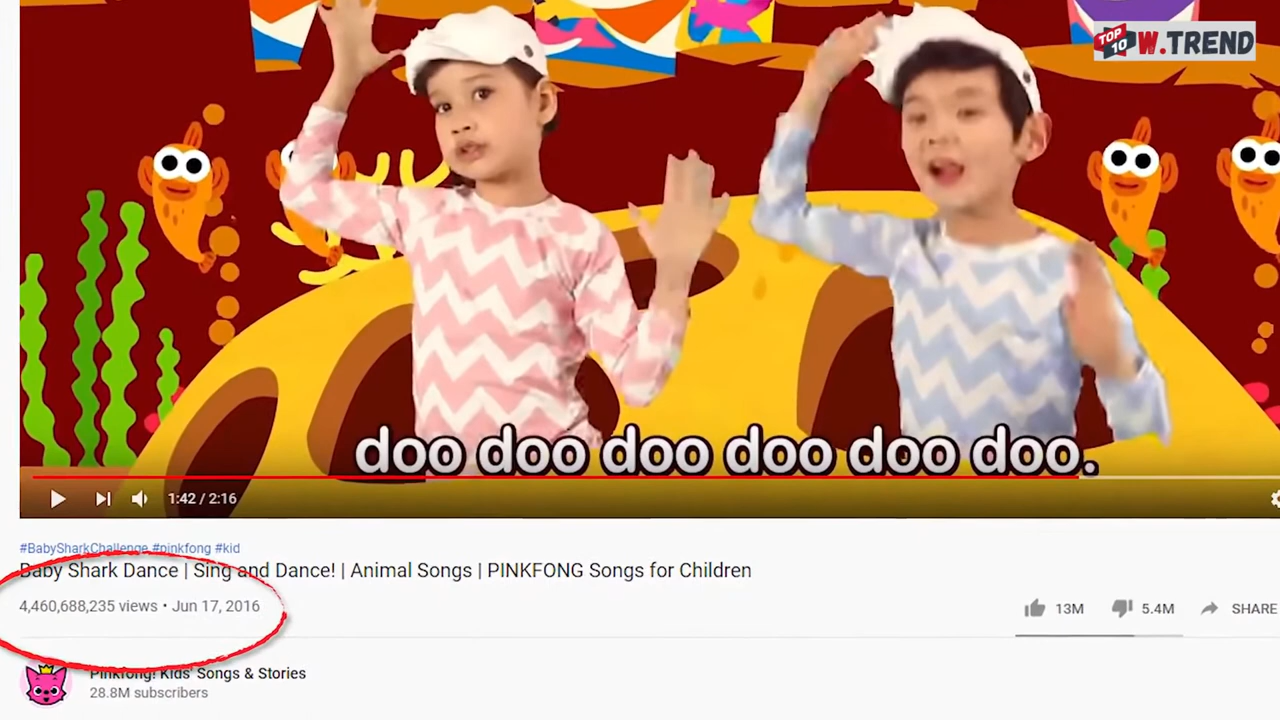 TOP 10 W.TREND
doo doo doo doo doo doo.
1:42 / 2:16
#BabySharkChallenge #pinkfong #kid
Baby Shark Dance | Sing and Dance! | Animal Songs | PINKFONG Songs for Children
4,460,688,235 views • Jun 17, 2016
13M 5.4M SHARE
Pinkfong! Kids' Songs & Stories
28.8M subscribers